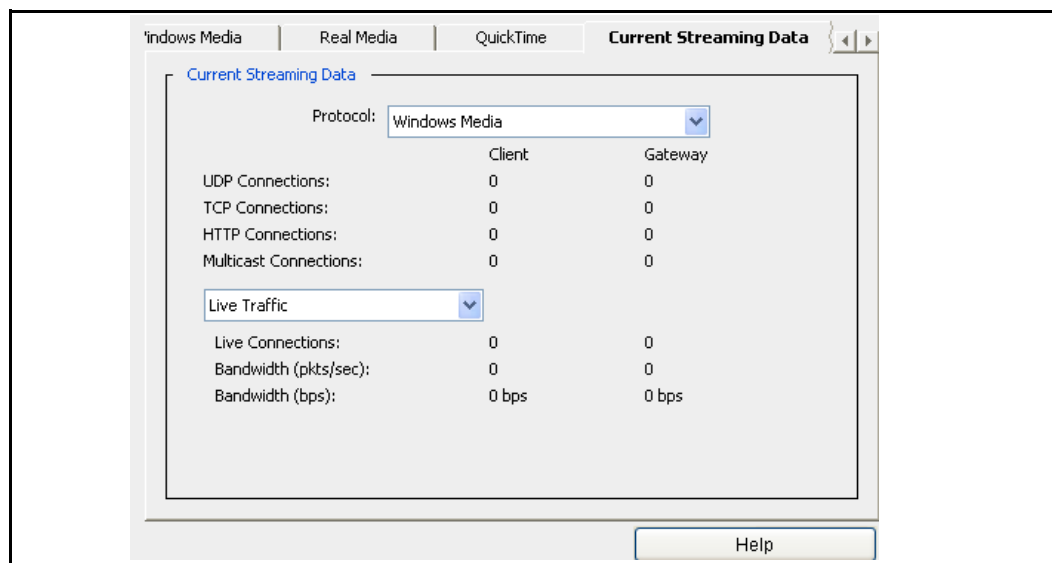 'indows Media Real Media QuickTime Current Streaming Data
Current Streaming Data
Protocol: Windows Media
Client Gateway
UDP Connections: 0 0
TCP Connections: 0 0
HTTP Connections: 0 0
Multicast Connections: 0 0
Live Traffic
Live Connections: 0 0
Bandwidth (pkts/sec): 0 0
Bandwidth (bps): 0 bps 0 bps
Help